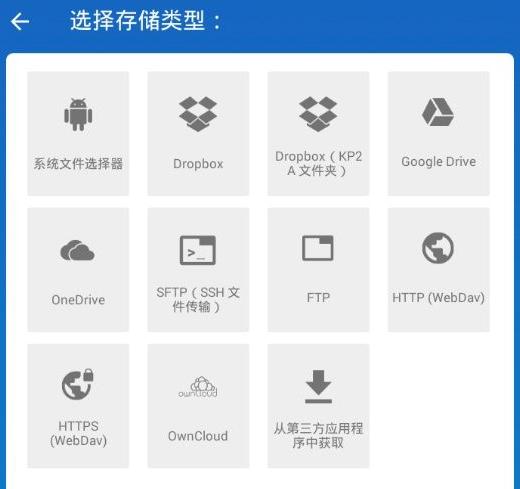 选择存储类型：
系统文件选择器
Dropbox
Dropbox（KP2
A 文件夹）
Google Drive
OneDrive
SFTP（SSH 文
件传输）
FTP
HTTP (WebDav)
HTTPS
(WebDav)
ownCloud
OwnCloud
从第三方应用程
序中获取